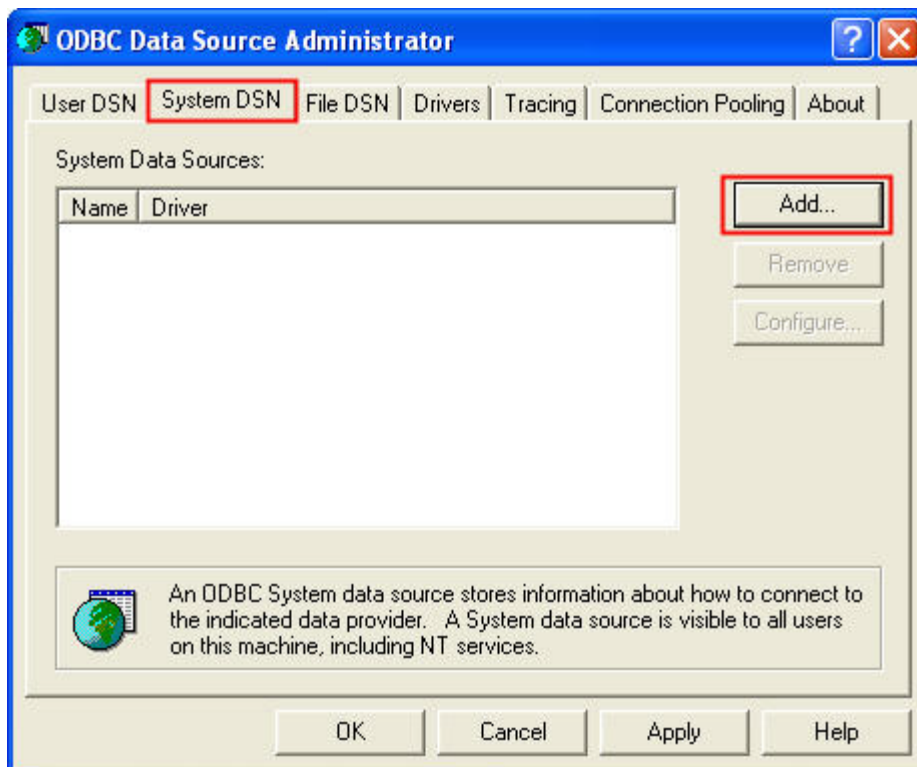 ODBC Data Source Administrator
?
User DSN System DSN File DSN Drivers Tracing Connection Pooling About
System Data Sources:
Name Driver
Add...
Remove
Configure...
An ODBC System data source stores information about how to connect to
the indicated data provider. A System data source is visible to all users
on this machine, including NT services.
OK Cancel Apply Help